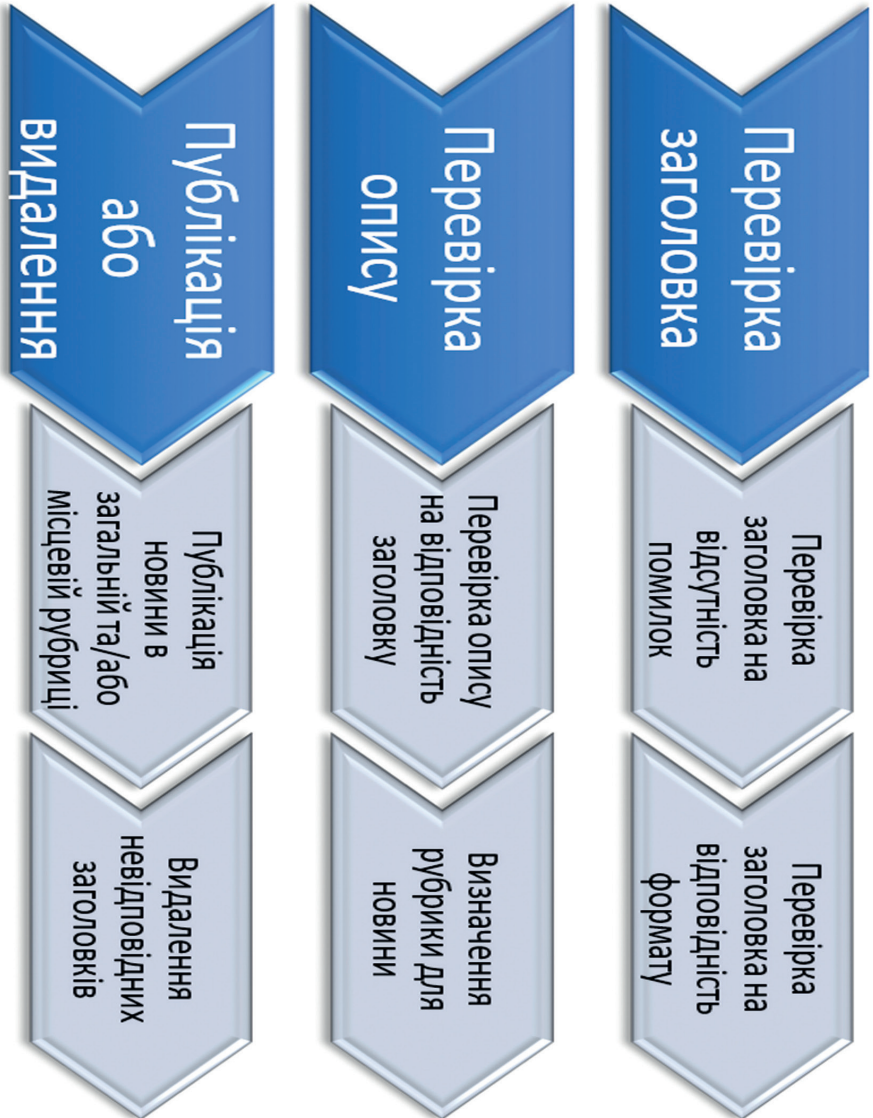 Перевірка
заголовка
Перевірка
заголовка на
відсутність
помилок
Перевірка
заголовка на
відповідність
формату
Перевірка
опису
Перевірка опису
на відповідність
заголовку
Визначення
рубрики для
новини
Публікація
або
видалення
Публікація
новини в
загальній та/або
місцевій рубриці
Видалення
невідповідних
заголовків